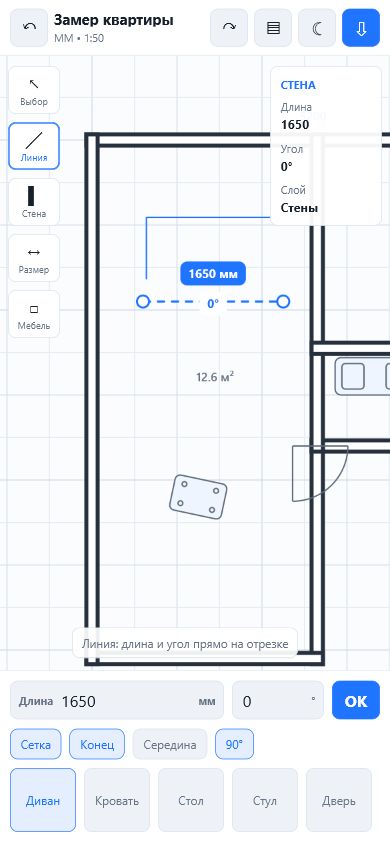 Замер квартиры
ММ • 1:50
Выбор
Линия
Стена
Размер
Мебель
СТЕНА
Длина
1650
Угол
0°
Слой
Стены
1650 мм
0°
12.6 м²
Линия: длина и угол прямо на отрезке
Длина 1650 мм
0 °
ОК
Сетка
Конец
Середина
90°
Диван
Кровать
Стол
Стул
Дверь